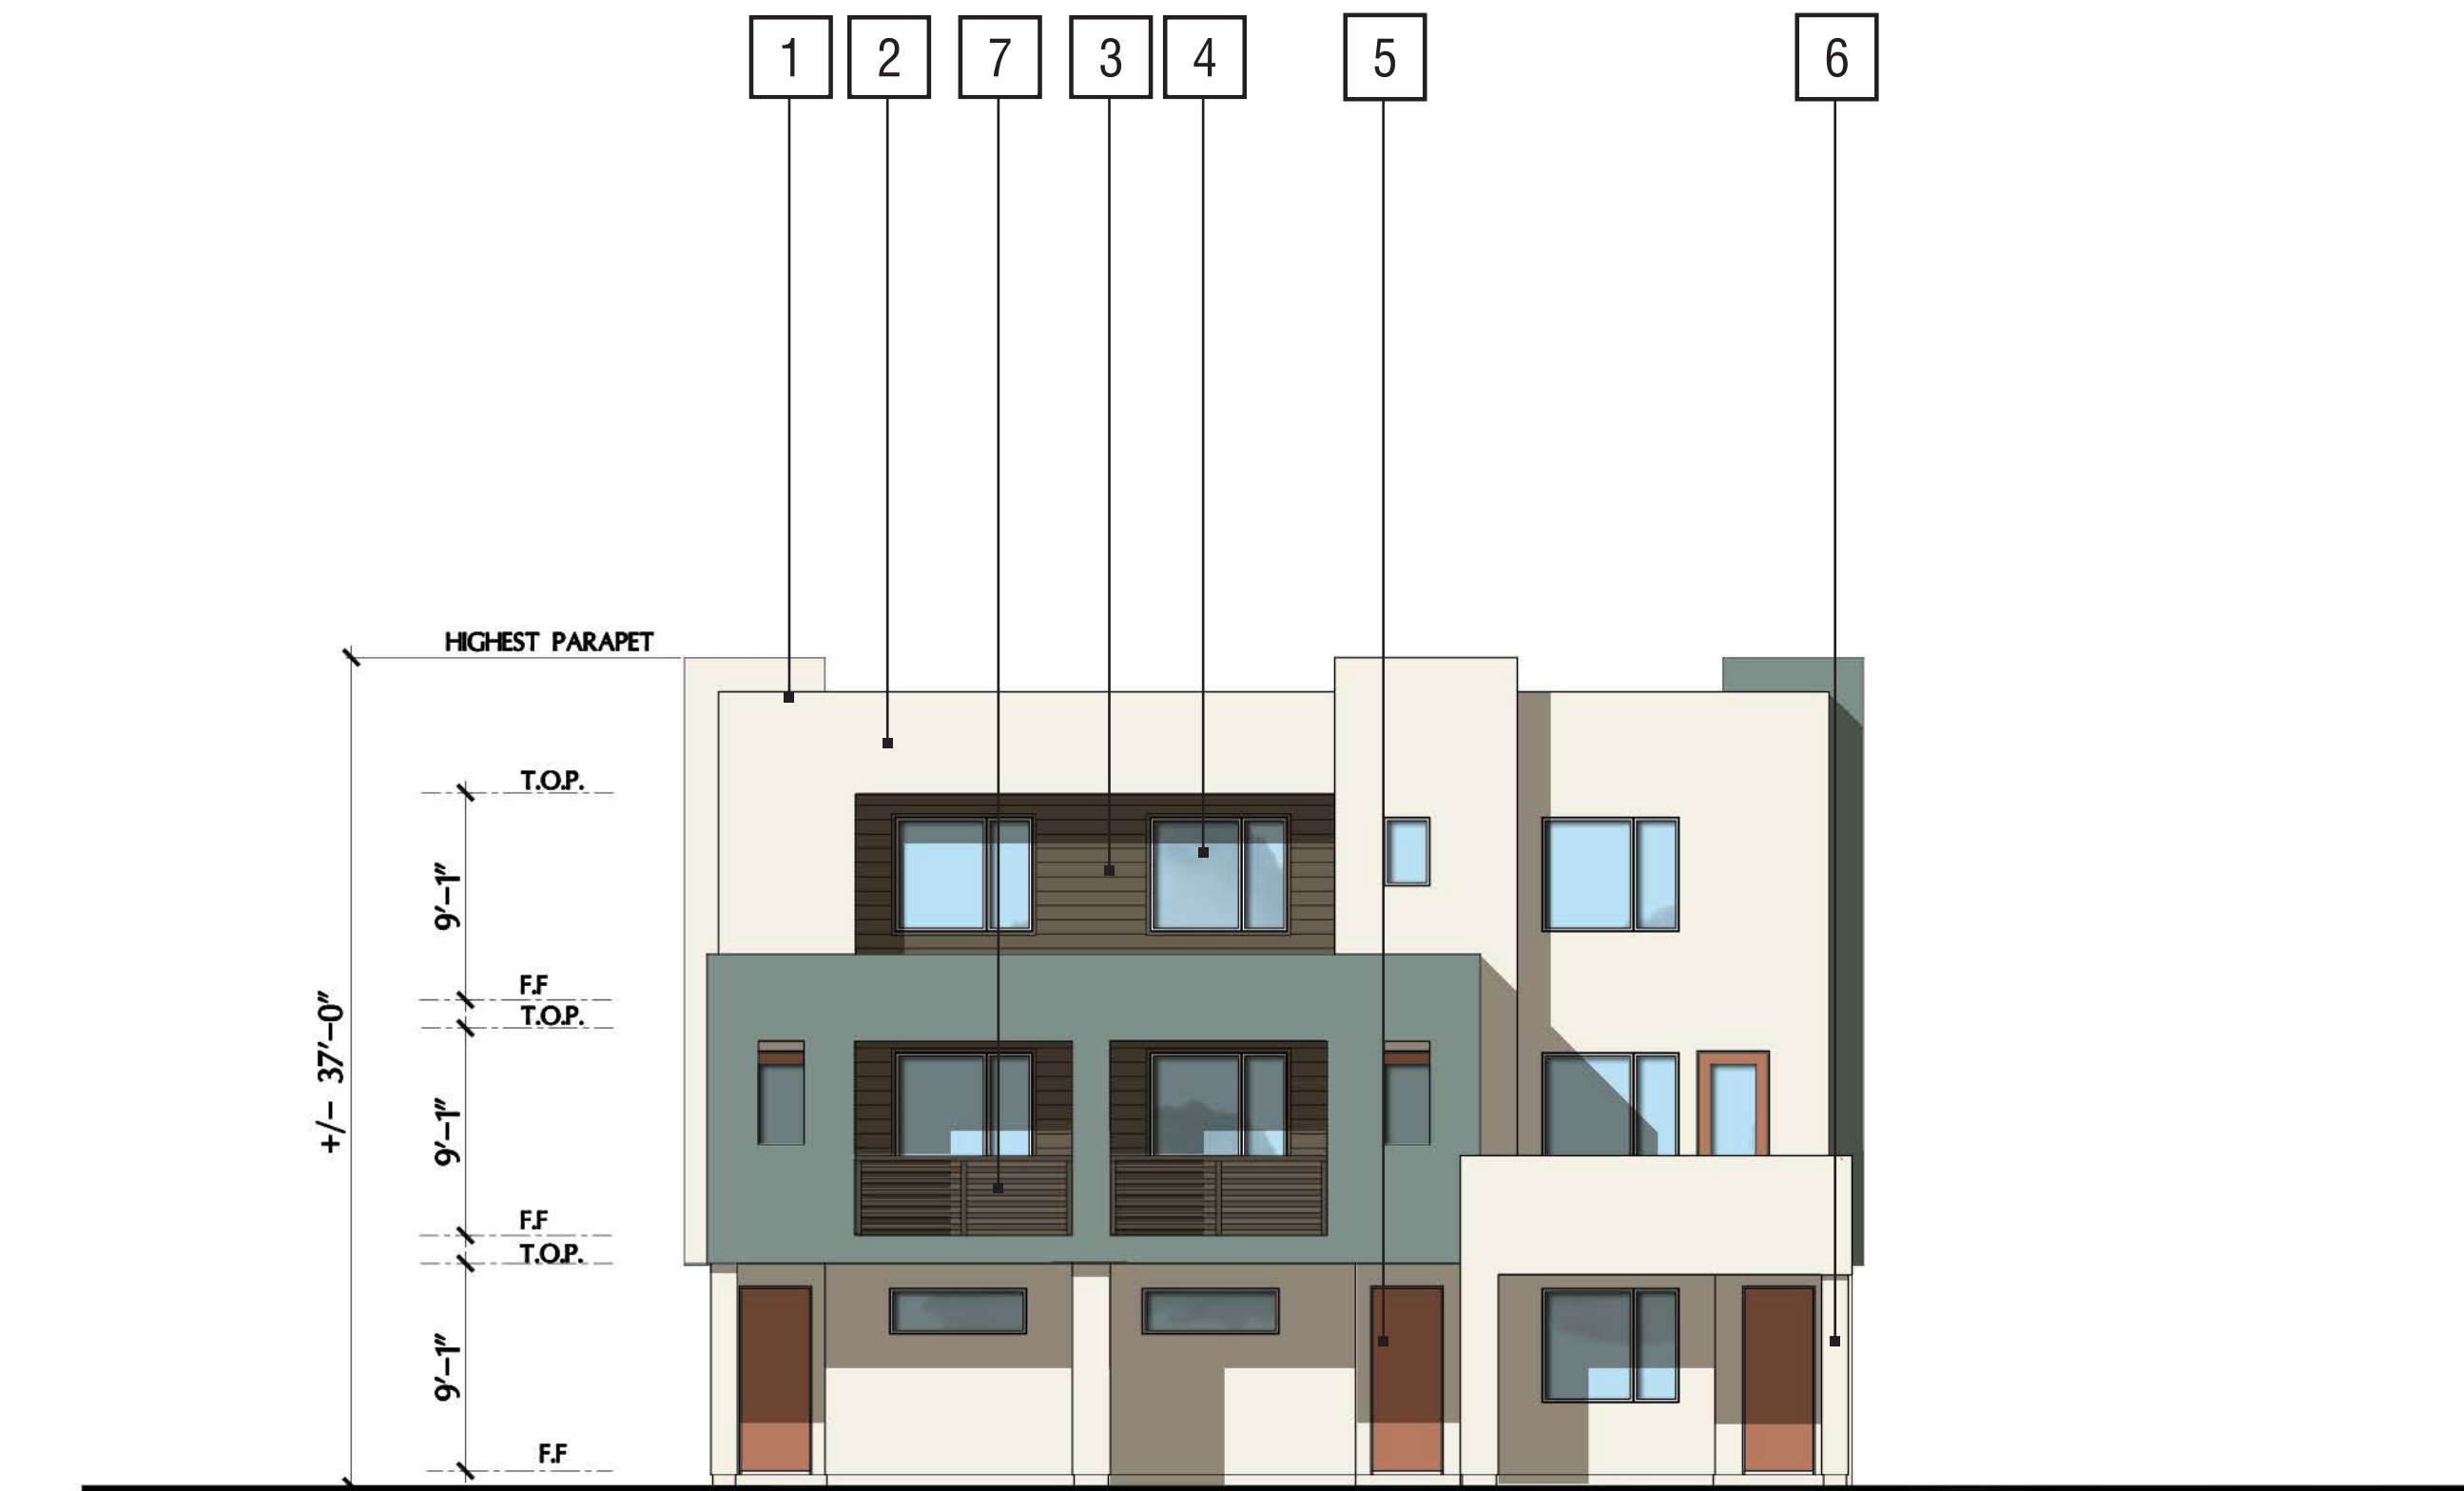 1 2 7 3 4 5 6
HIGHEST PARAPET
T.O.P.
9'-1"
F.F
T.O.P.
+/- 37'-0"
9'-1"
F.F
T.O.P.
9'-1"
F.F